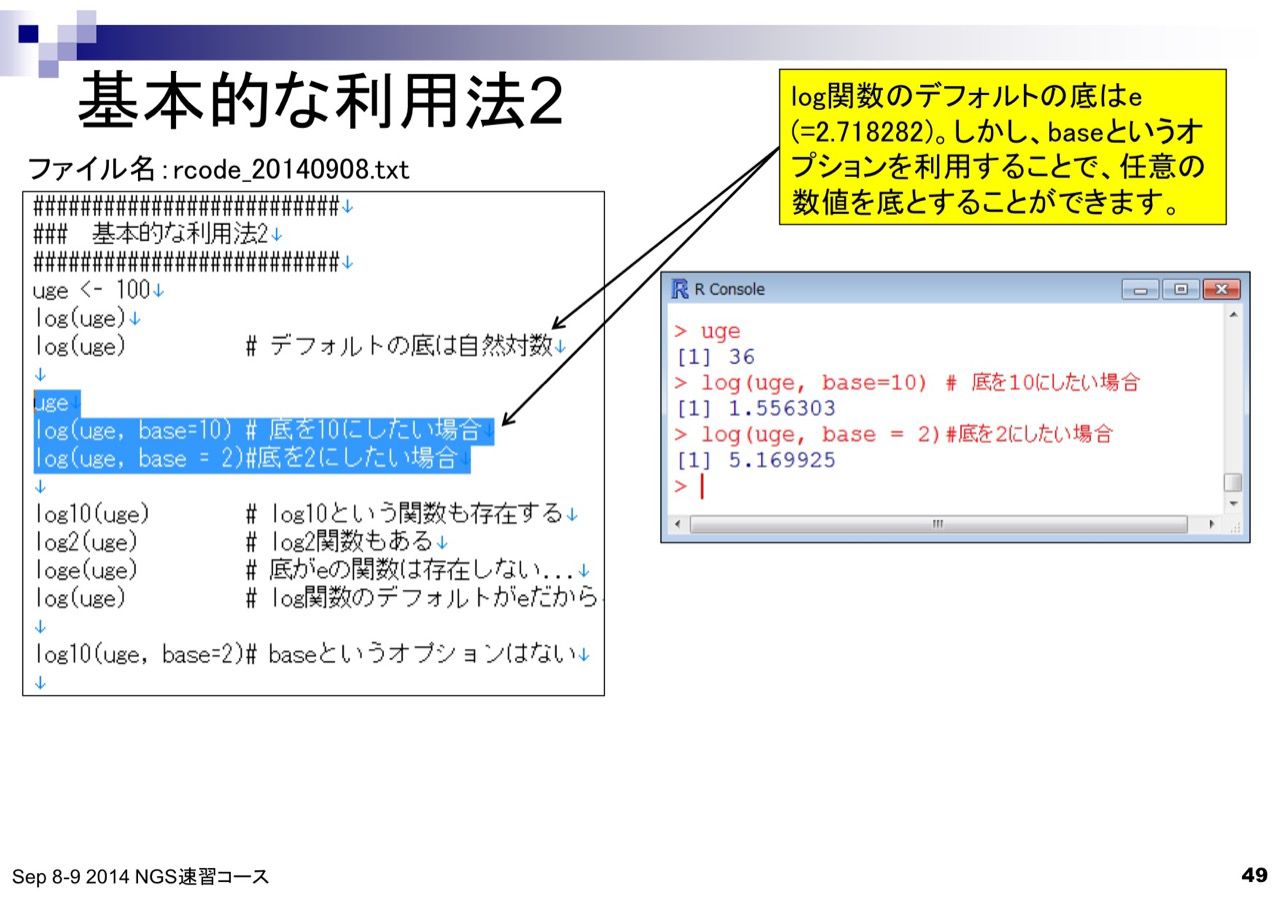 基本的な利用法2
log関数のデフォルトの底はe
(=2.718282)。しかし、baseというオ
プションを利用することで、任意の
数値を底とすることができます。
ファイル名：rcode_20140908.txt
##########################↓
### 基本的な利用法2↓
##########################↓
uge <- 100↓
log(uge)↓
log(uge) # デフォルトの底は自然対数↓
↓
uge↓
log(uge, base=10) # 底を10にしたい場合↓
log(uge, base = 2)#底を2にしたい場合↓
↓
log10(uge) # log10という関数も存在する↓
log2(uge) # log2関数もある↓
loge(uge) # 底がeの関数は存在しない...↓
log(uge) # log関数のデフォルトがeだから
↓
log10(uge, base=2)# baseというオプションはない↓
↓
R Console
> uge
[1] 36
> log(uge, base=10) # 底を10にしたい場合
[1] 1.556303
> log(uge, base = 2)#底を2にしたい場合
[1] 5.169925
>
Sep 8-9 2014 NGS速習コース
49